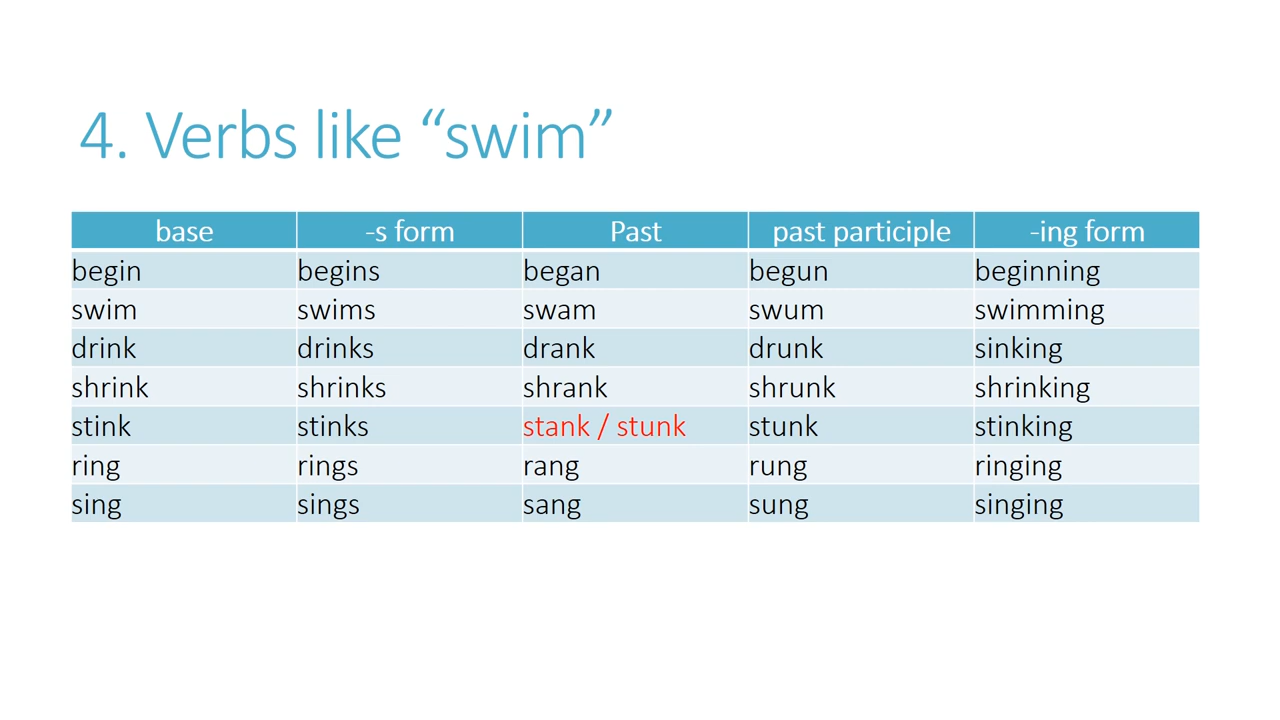 4. Verbs like “swim”
base -s form Past past participle -ing form
begin begins began begun beginning
swim swims swam swum swimming
drink drinks drank drunk sinking
shrink shrinks shrank shrunk shrinking
stink stinks stank / stunk stunk stinking
ring rings rang rung ringing
sing sings sang sung singing